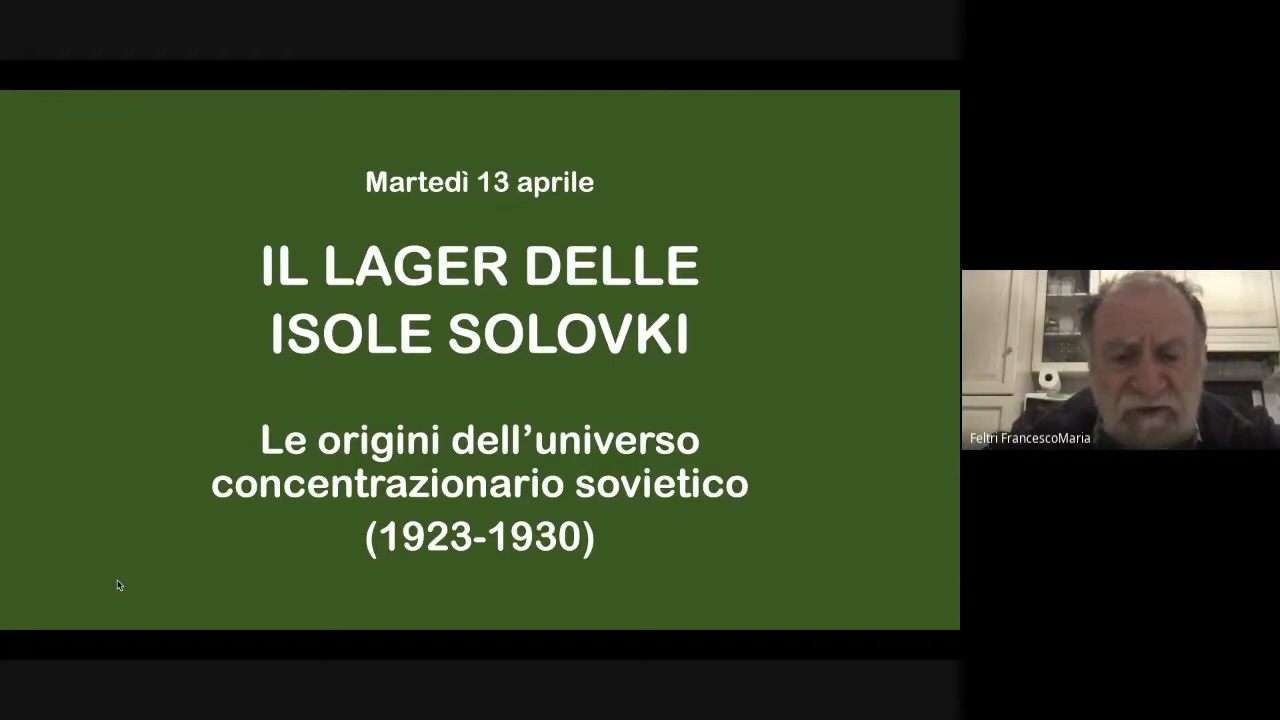 Martedì 13 aprile
IL LAGER DELLE
ISOLE SOLOVKI
Le origini dell’universo
concentrazionario sovietico
(1923-1930)
Feltri FrancescoMaria